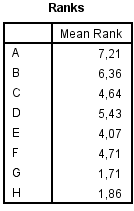 Ranks
Mean Rank
A 7,21
B 6,36
C 4,64
D 5,43
E 4,07
F 4,71
G 1,71
H 1,86